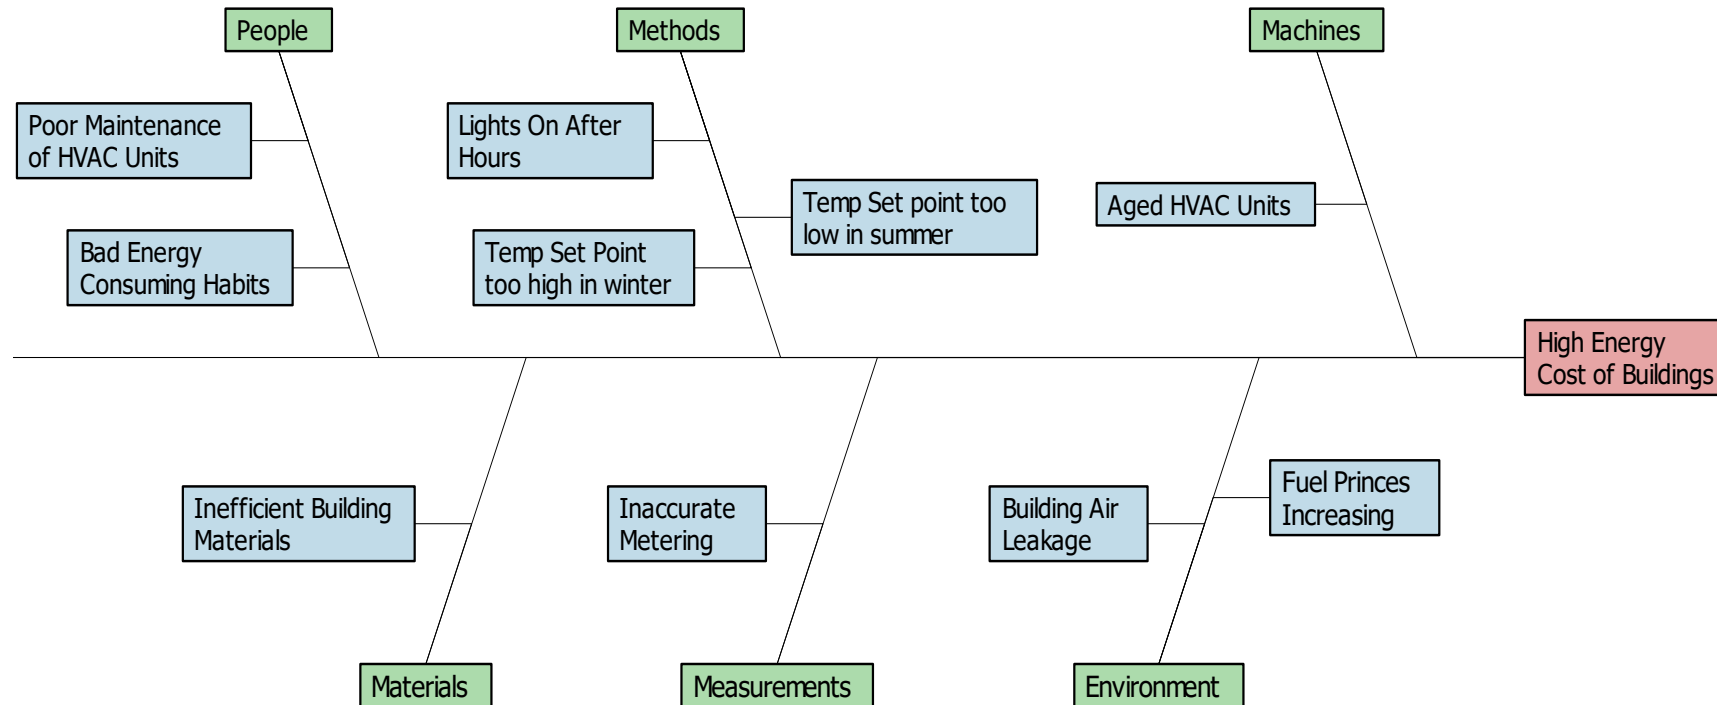 People
Methods
Machines
Poor Maintenance
of HVAC Units
Lights On After
Hours
Temp Set point too
low in summer
Aged HVAC Units
Bad Energy
Consuming Habits
Temp Set Point
too high in winter
High Energy
Cost of Buildings
Inefficient Building
Materials
Inaccurate
Metering
Building Air
Leakage
Fuel Princes
Increasing
Materials
Measurements
Environment